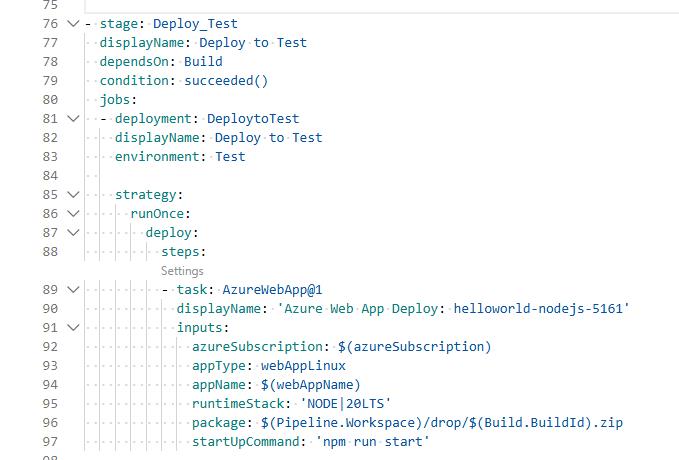 75
76 - stage: Deploy_Test
77 displayName: Deploy to Test
78 dependsOn: Build
79 condition: succeeded()
80 jobs:
81 - deployment: DeploytoTest
82 displayName: Deploy to Test
83 environment: Test
84
85 strategy:
86 runOnce:
87 deploy:
88 steps:
Settings
89 - task: AzureWebApp@1
90 displayName: 'Azure Web App Deploy: helloworld-nodejs-5161'
91 inputs:
92 azureSubscription: $(azureSubscription)
93 appType: webAppLinux
94 appName: $(webAppName)
95 runtimeStack: 'NODE|20LTS'
96 package: $(Pipeline.Workspace)/drop/$(Build.BuildId).zip
97 startUpCommand: 'npm run start'
98